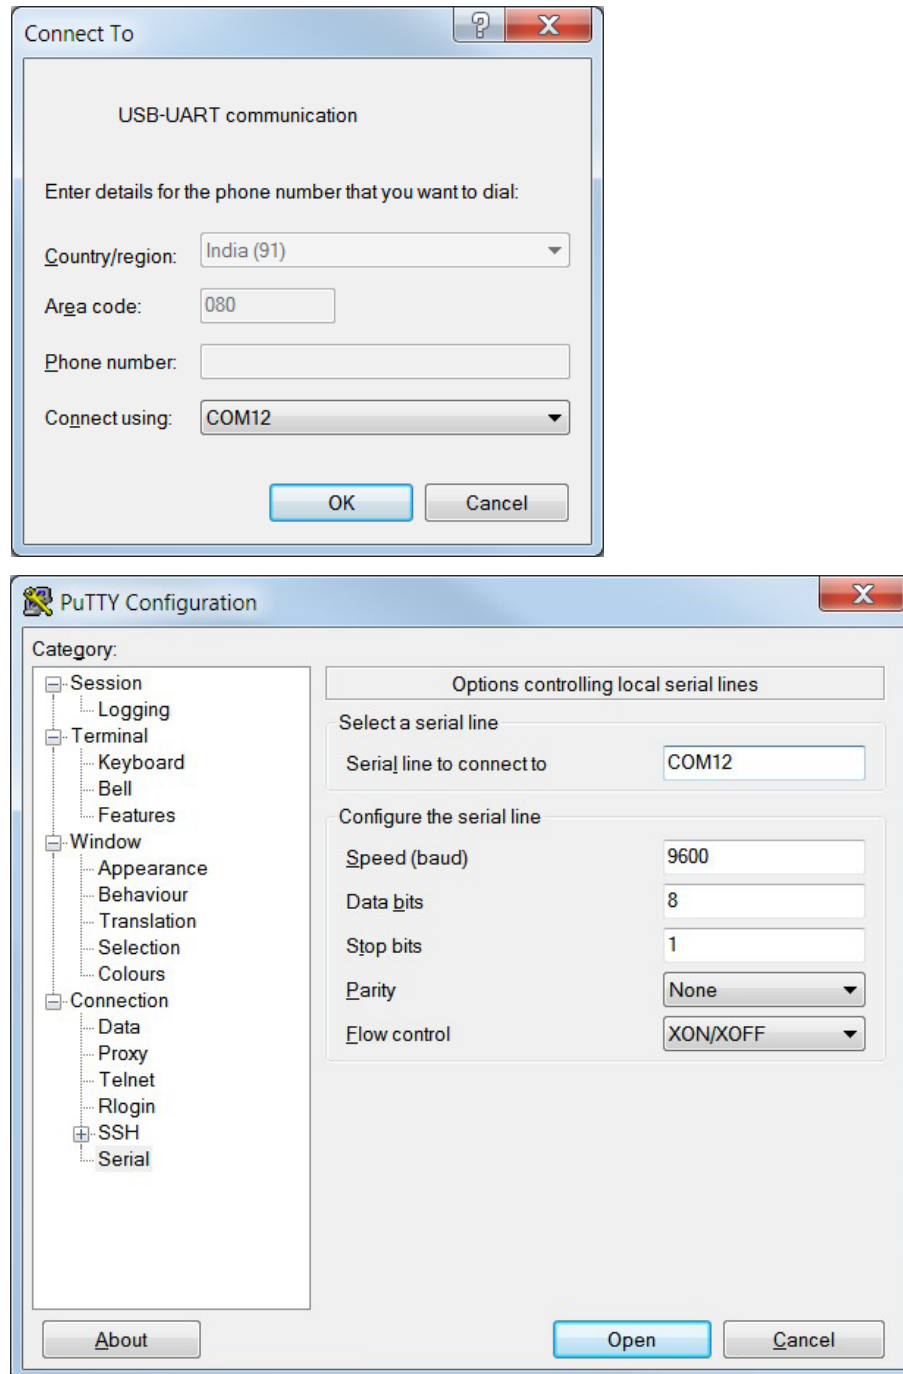 Connect To
USB-UART communication
Enter details for the phone number that you want to dial:
Country/region: India (91)
Area code: 080
Phone number:
Connect using: COM12
OK Cancel
PuTTY Configuration
Category:
Session
Logging
Terminal
Keyboard
Bell
Features
Window
Appearance
Behaviour
Translation
Selection
Colours
Connection
Data
Proxy
Telnet
Rlogin
SSH
Serial
Options controlling local serial lines
Select a serial line
Serial line to connect to COM12
Configure the serial line
Speed (baud) 9600
Data bits 8
Stop bits 1
Parity None
Flow control XON/XOFF
About Open Cancel